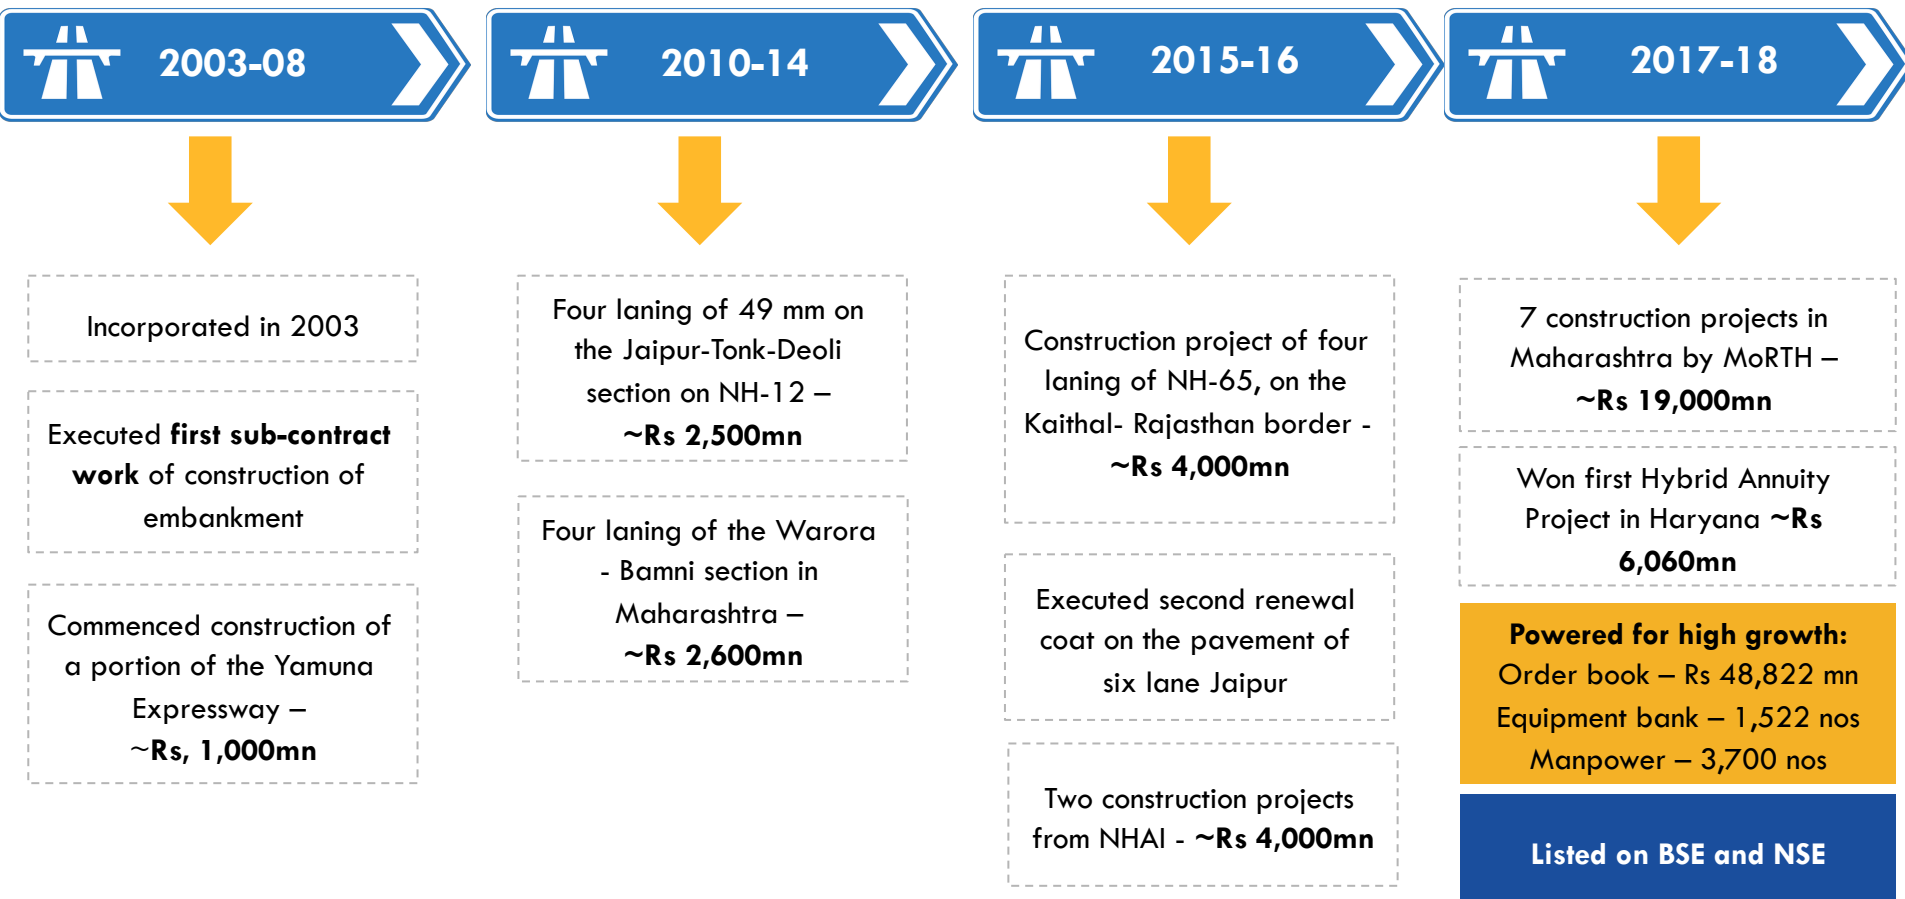 2003-08
Incorporated in 2003
Executed first sub-contract
work of construction of
embankment
Commenced construction of
a portion of the Yamuna
Expressway –
~Rs, 1,000mn
2010-14
Four laning of 49 mm on
the Jaipur-Tonk-Deoli
section on NH-12 –
~Rs 2,500mn
Four laning of the Warora
- Bamni section in
Maharashtra –
~Rs 2,600mn
2015-16
Construction project of four
laning of NH-65, on the
Kaithal- Rajasthan border -
~Rs 4,000mn
Executed second renewal
coat on the pavement of
six lane Jaipur
Two construction projects
from NHAI - ~Rs 4,000mn
2017-18
7 construction projects in
Maharashtra by MoRTH –
~Rs 19,000mn
Won first Hybrid Annuity
Project in Haryana ~Rs
6,060mn
Powered for high growth:
Order book – Rs 48,822 mn
Equipment bank – 1,522 nos
Manpower – 3,700 nos
Listed on BSE and NSE